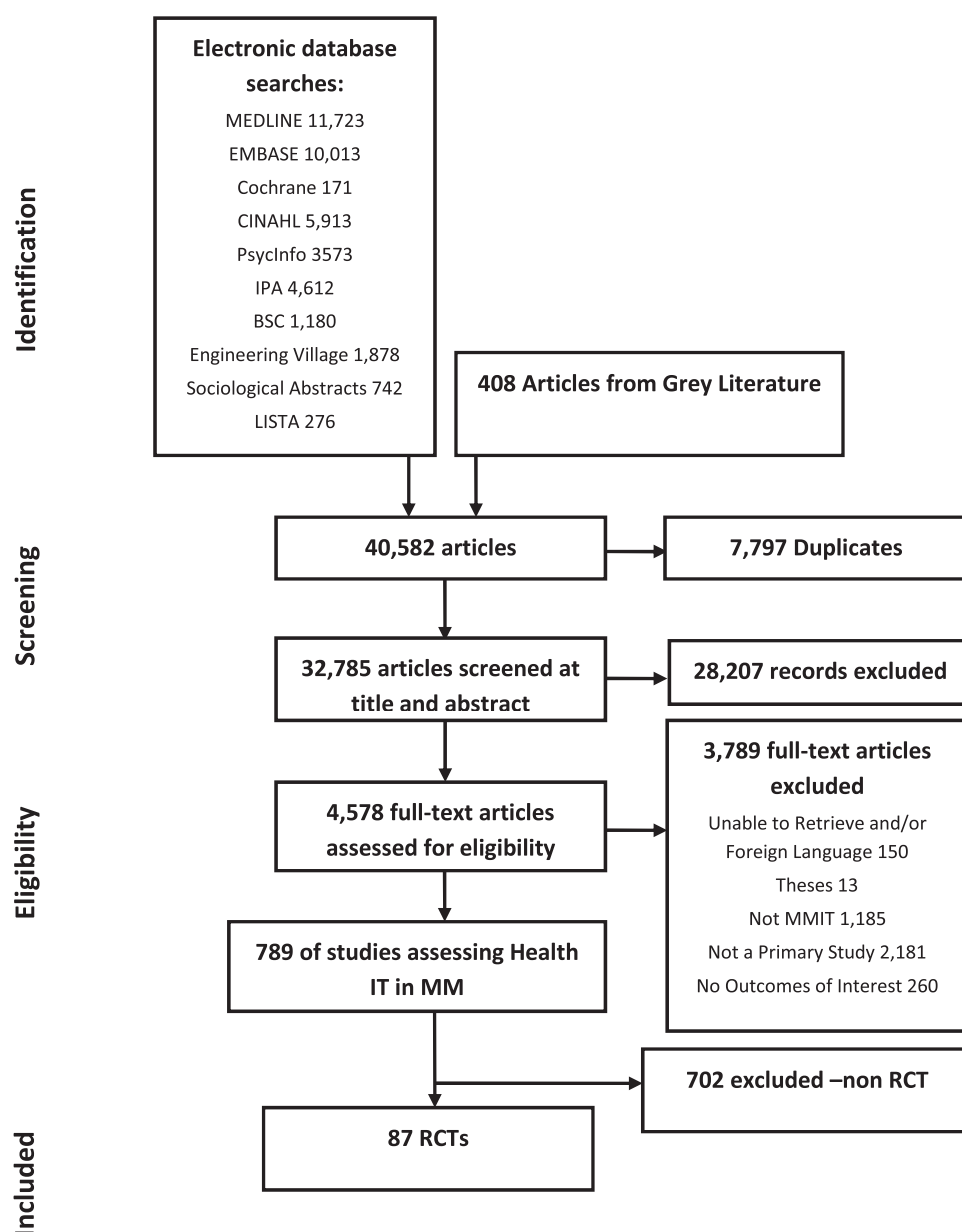 Identification
Electronic database
searches:
MEDLINE 11,723
EMBASE 10,013
Cochrane 171
CINAHL 5,913
PsycInfo 3573
IPA 4,612
BSC 1,180
Engineering Village 1,878
Sociological Abstracts 742
LISTA 276
408 Articles from Grey Literature
Screening
40,582 articles
7,797 Duplicates
32,785 articles screened at
title and abstract
28,207 records excluded
Eligibility
4,578 full-text articles
assessed for eligibility
3,789 full-text articles
excluded
Unable to Retrieve and/or
Foreign Language 150
Theses 13
Not MMIT 1,185
Not a Primary Study 2,181
No Outcomes of Interest 260
789 of studies assessing Health
IT in MM
702 excluded –non RCT
Included
87 RCTs